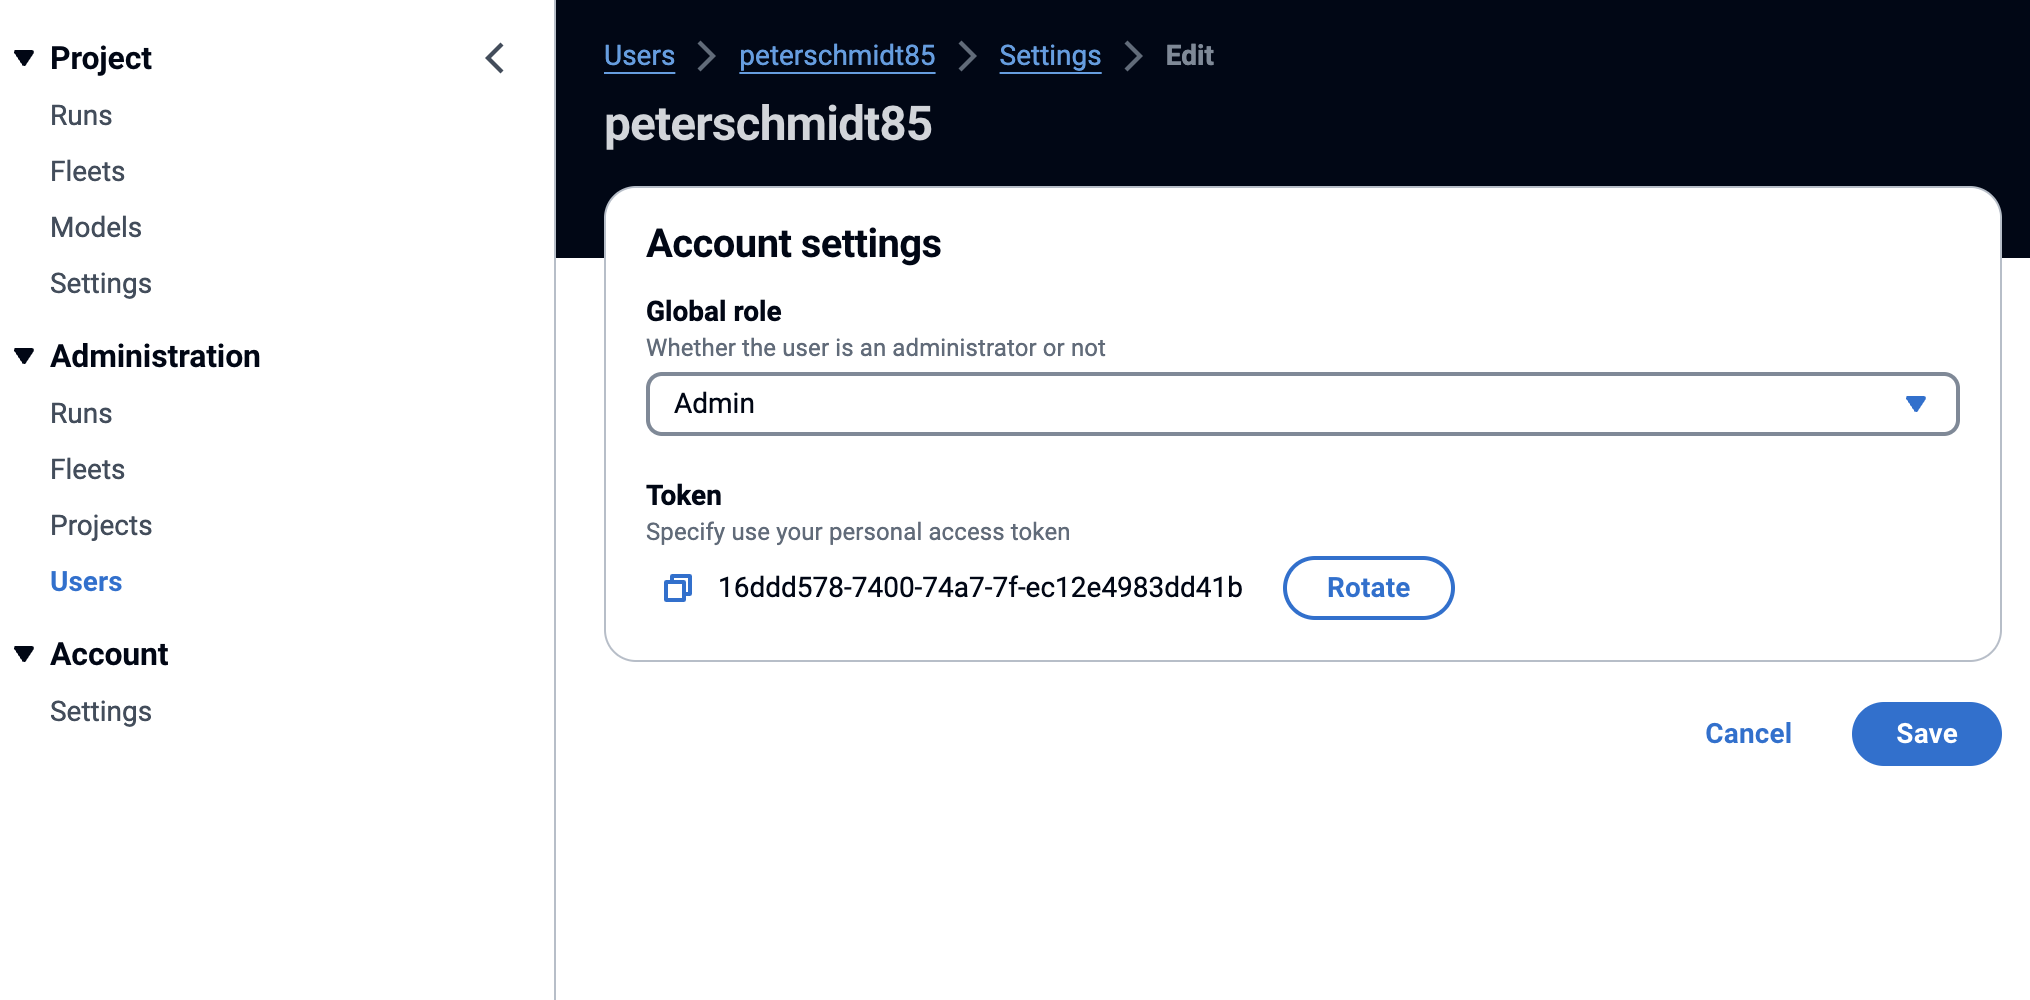 Project
Runs
Fleets
Models
Settings
Administration
Runs
Fleets
Projects
Users
Account
Settings
Users peterschmidt85 Settings Edit
peterschmidt85
Account settings
Global role
Whether the user is an administrator or not
Admin
Token
Specify use your personal access token
16ddd578-7400-74a7-7f-ec12e4983dd41b Rotate
Cancel Save